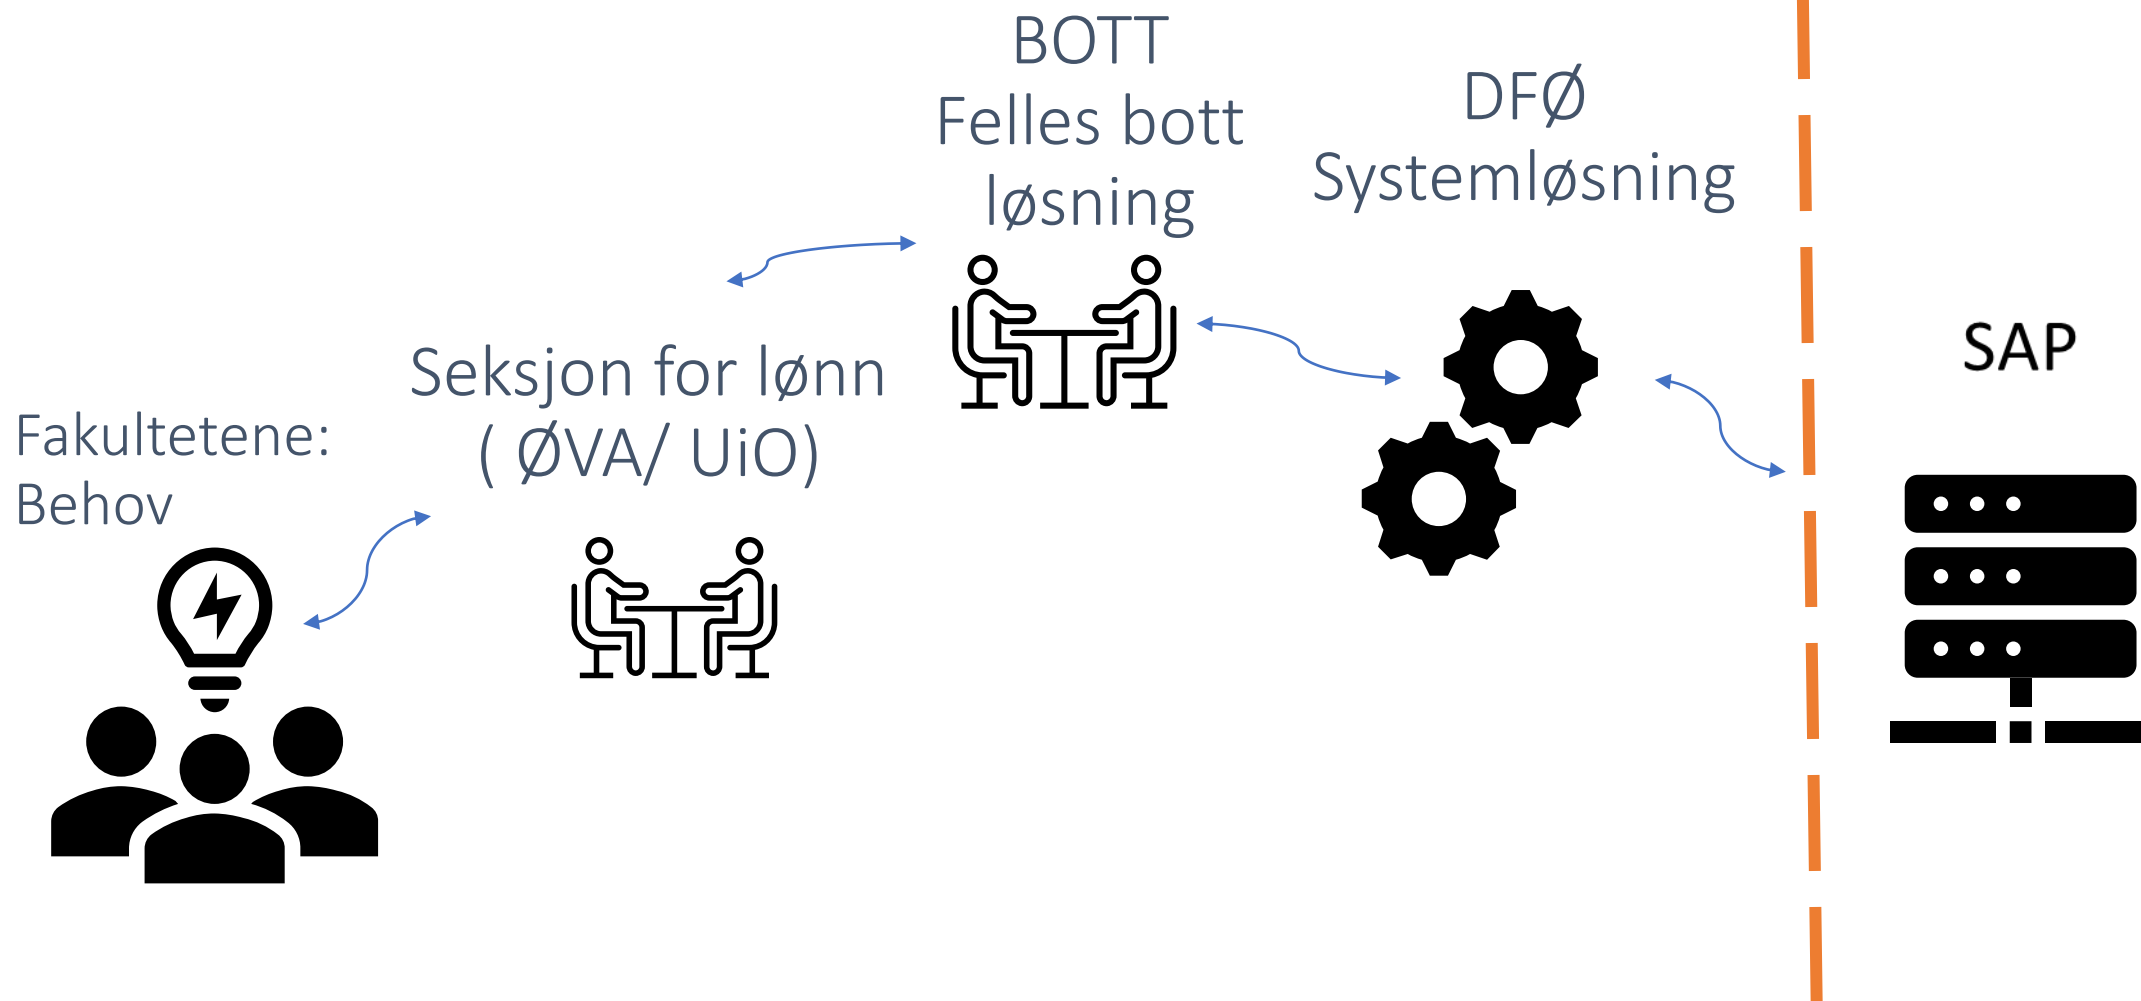 Fakultetene:
Behov
Seksjon for lønn
( ØVA/ UiO)
BOTT
Felles bott
løsning
DFØ
Systemløsning
SAP